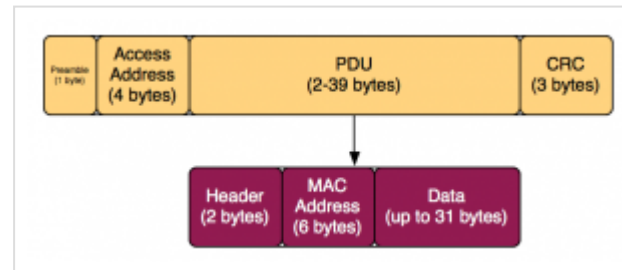 Preamble
(1 byte)
Access
Address
(4 bytes)
PDU
(2-39 bytes)
CRC
(3 bytes)
Header
(2 bytes)
MAC
Address
(6 bytes)
Data
(up to 31 bytes)